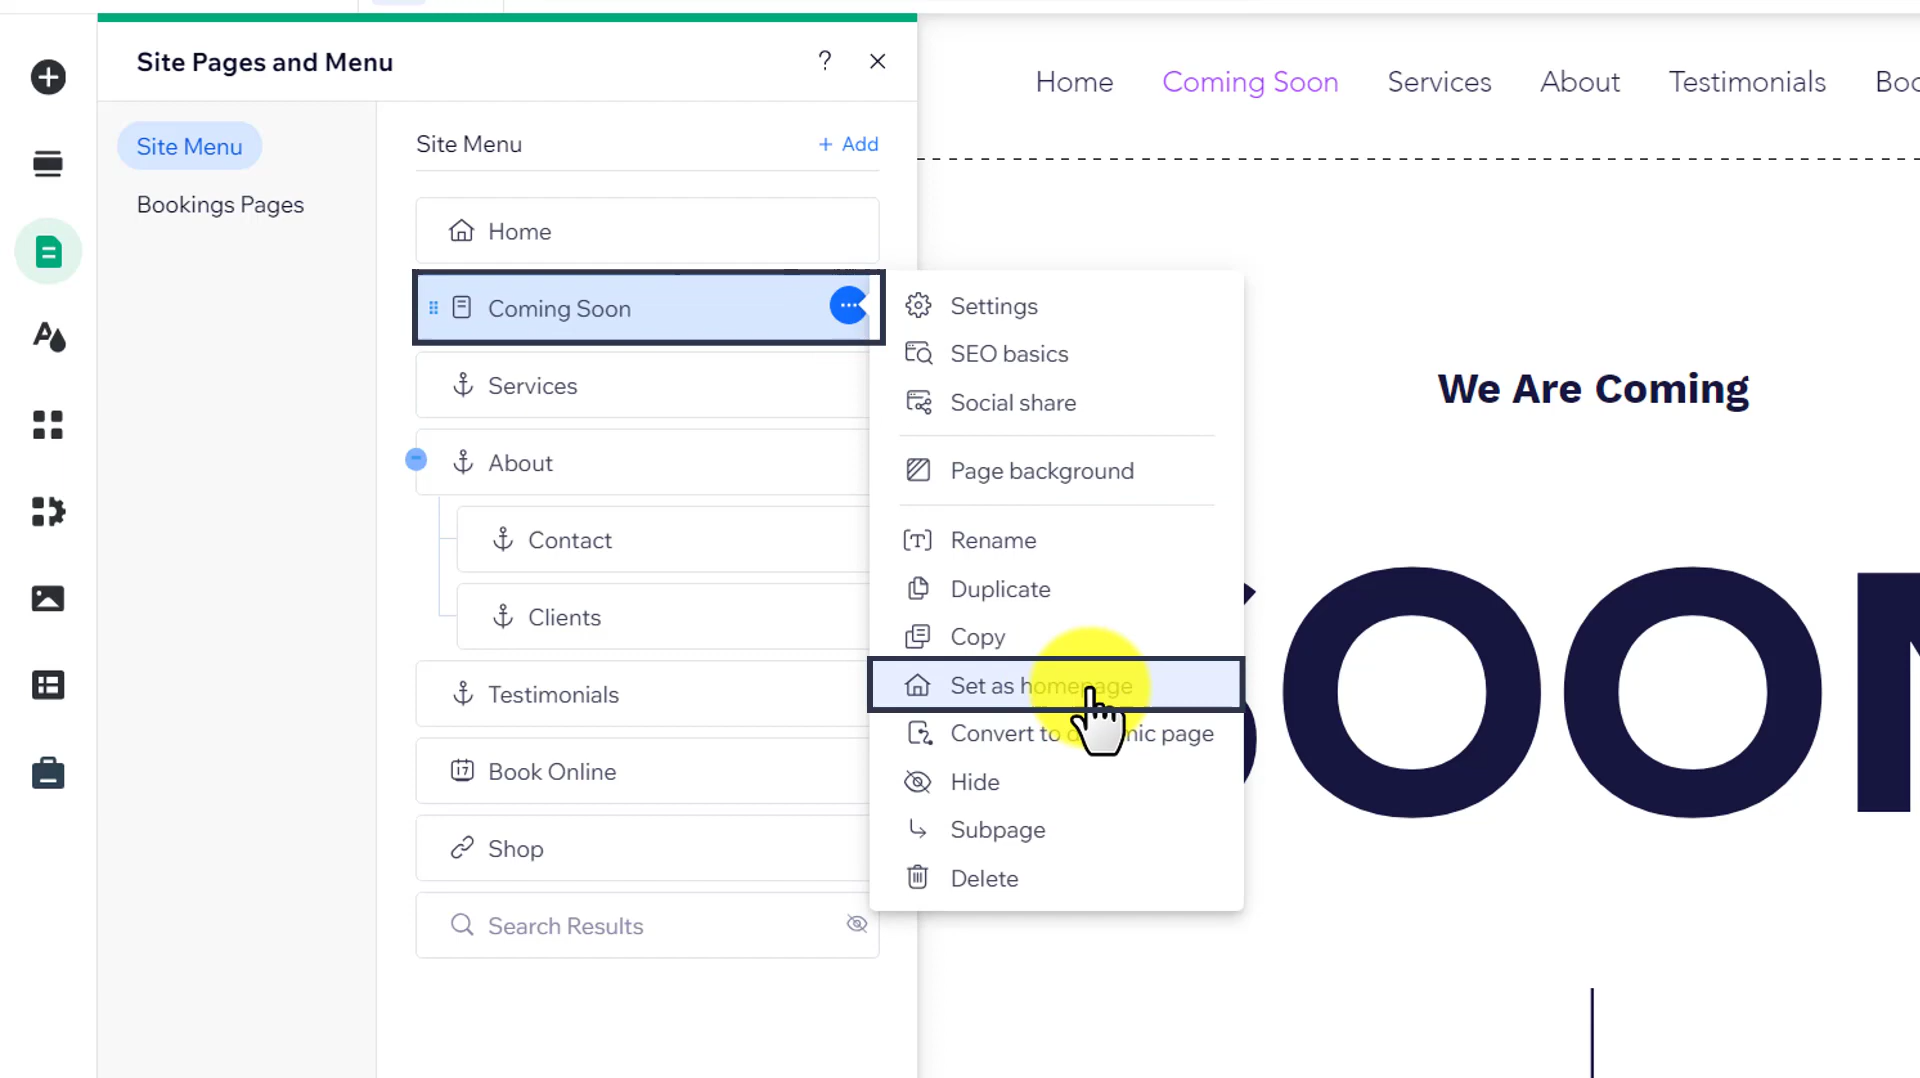 Site Pages and Menu
?
Home Coming Soon Services About Testimonials
Site Menu
Bookings Pages
Site Menu
+ Add
Home
Coming Soon
Services
About
Contact
Clients
Testimonials
17 Book Online
Shop
Search Results
Settings
SEO basics
Social share
Page background
[T] Rename
Duplicate
Copy
Set as homepage
Convert to
page
Hide
Subpage
Delete
We Are Coming